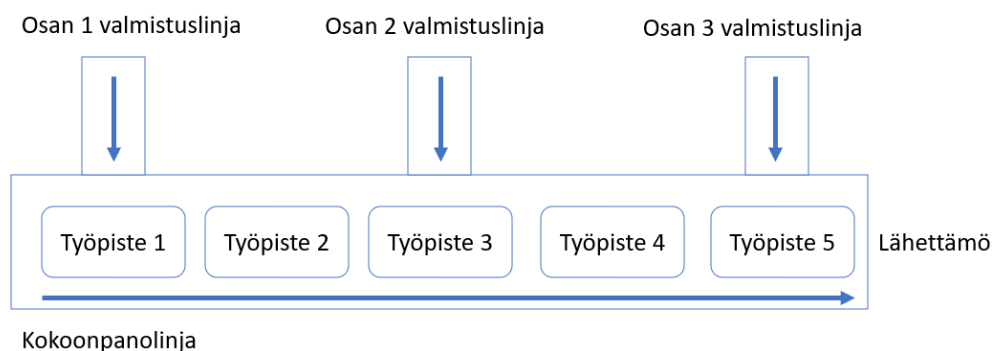 Osan 1 valmistuslinja
Osan 2 valmistuslinja
Osan 3 valmistuslinja
Työpiste 1
Työpiste 2
Työpiste 3
Työpiste 4
Työpiste 5
Lähettämö
Kokoonpanolinja